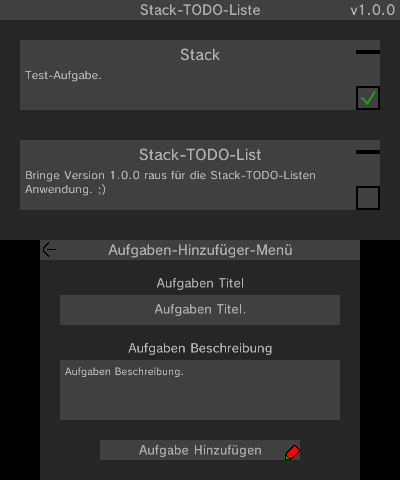 Stack-TODO-Liste
v1.0.0
Stack
Test-Aufgabe.
Stack-TODO-List
Bringe Version 1.0.0 raus für die Stack-TODO-Listen
Anwendung. ;)
Aufgaben-Hinzufüger-Menü
Aufgaben Titel
Aufgaben Titel.
Aufgaben Beschreibung
Aufgaben Beschreibung.
Aufgabe Hinzufügen